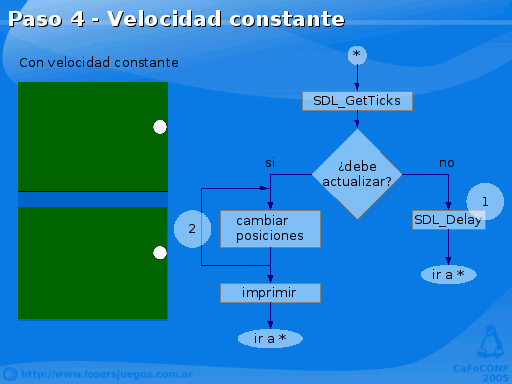 Paso 4 - Velocidad constante
Con velocidad constante
*
SDL_GetTicks
¿debe
actualizar?
si
no
1
2
cambiar
posiciones
SDL_Delay
imprimir
ir a *
ir a *
http://www.losersjuegos.com.ar
CaFeCONF
2005